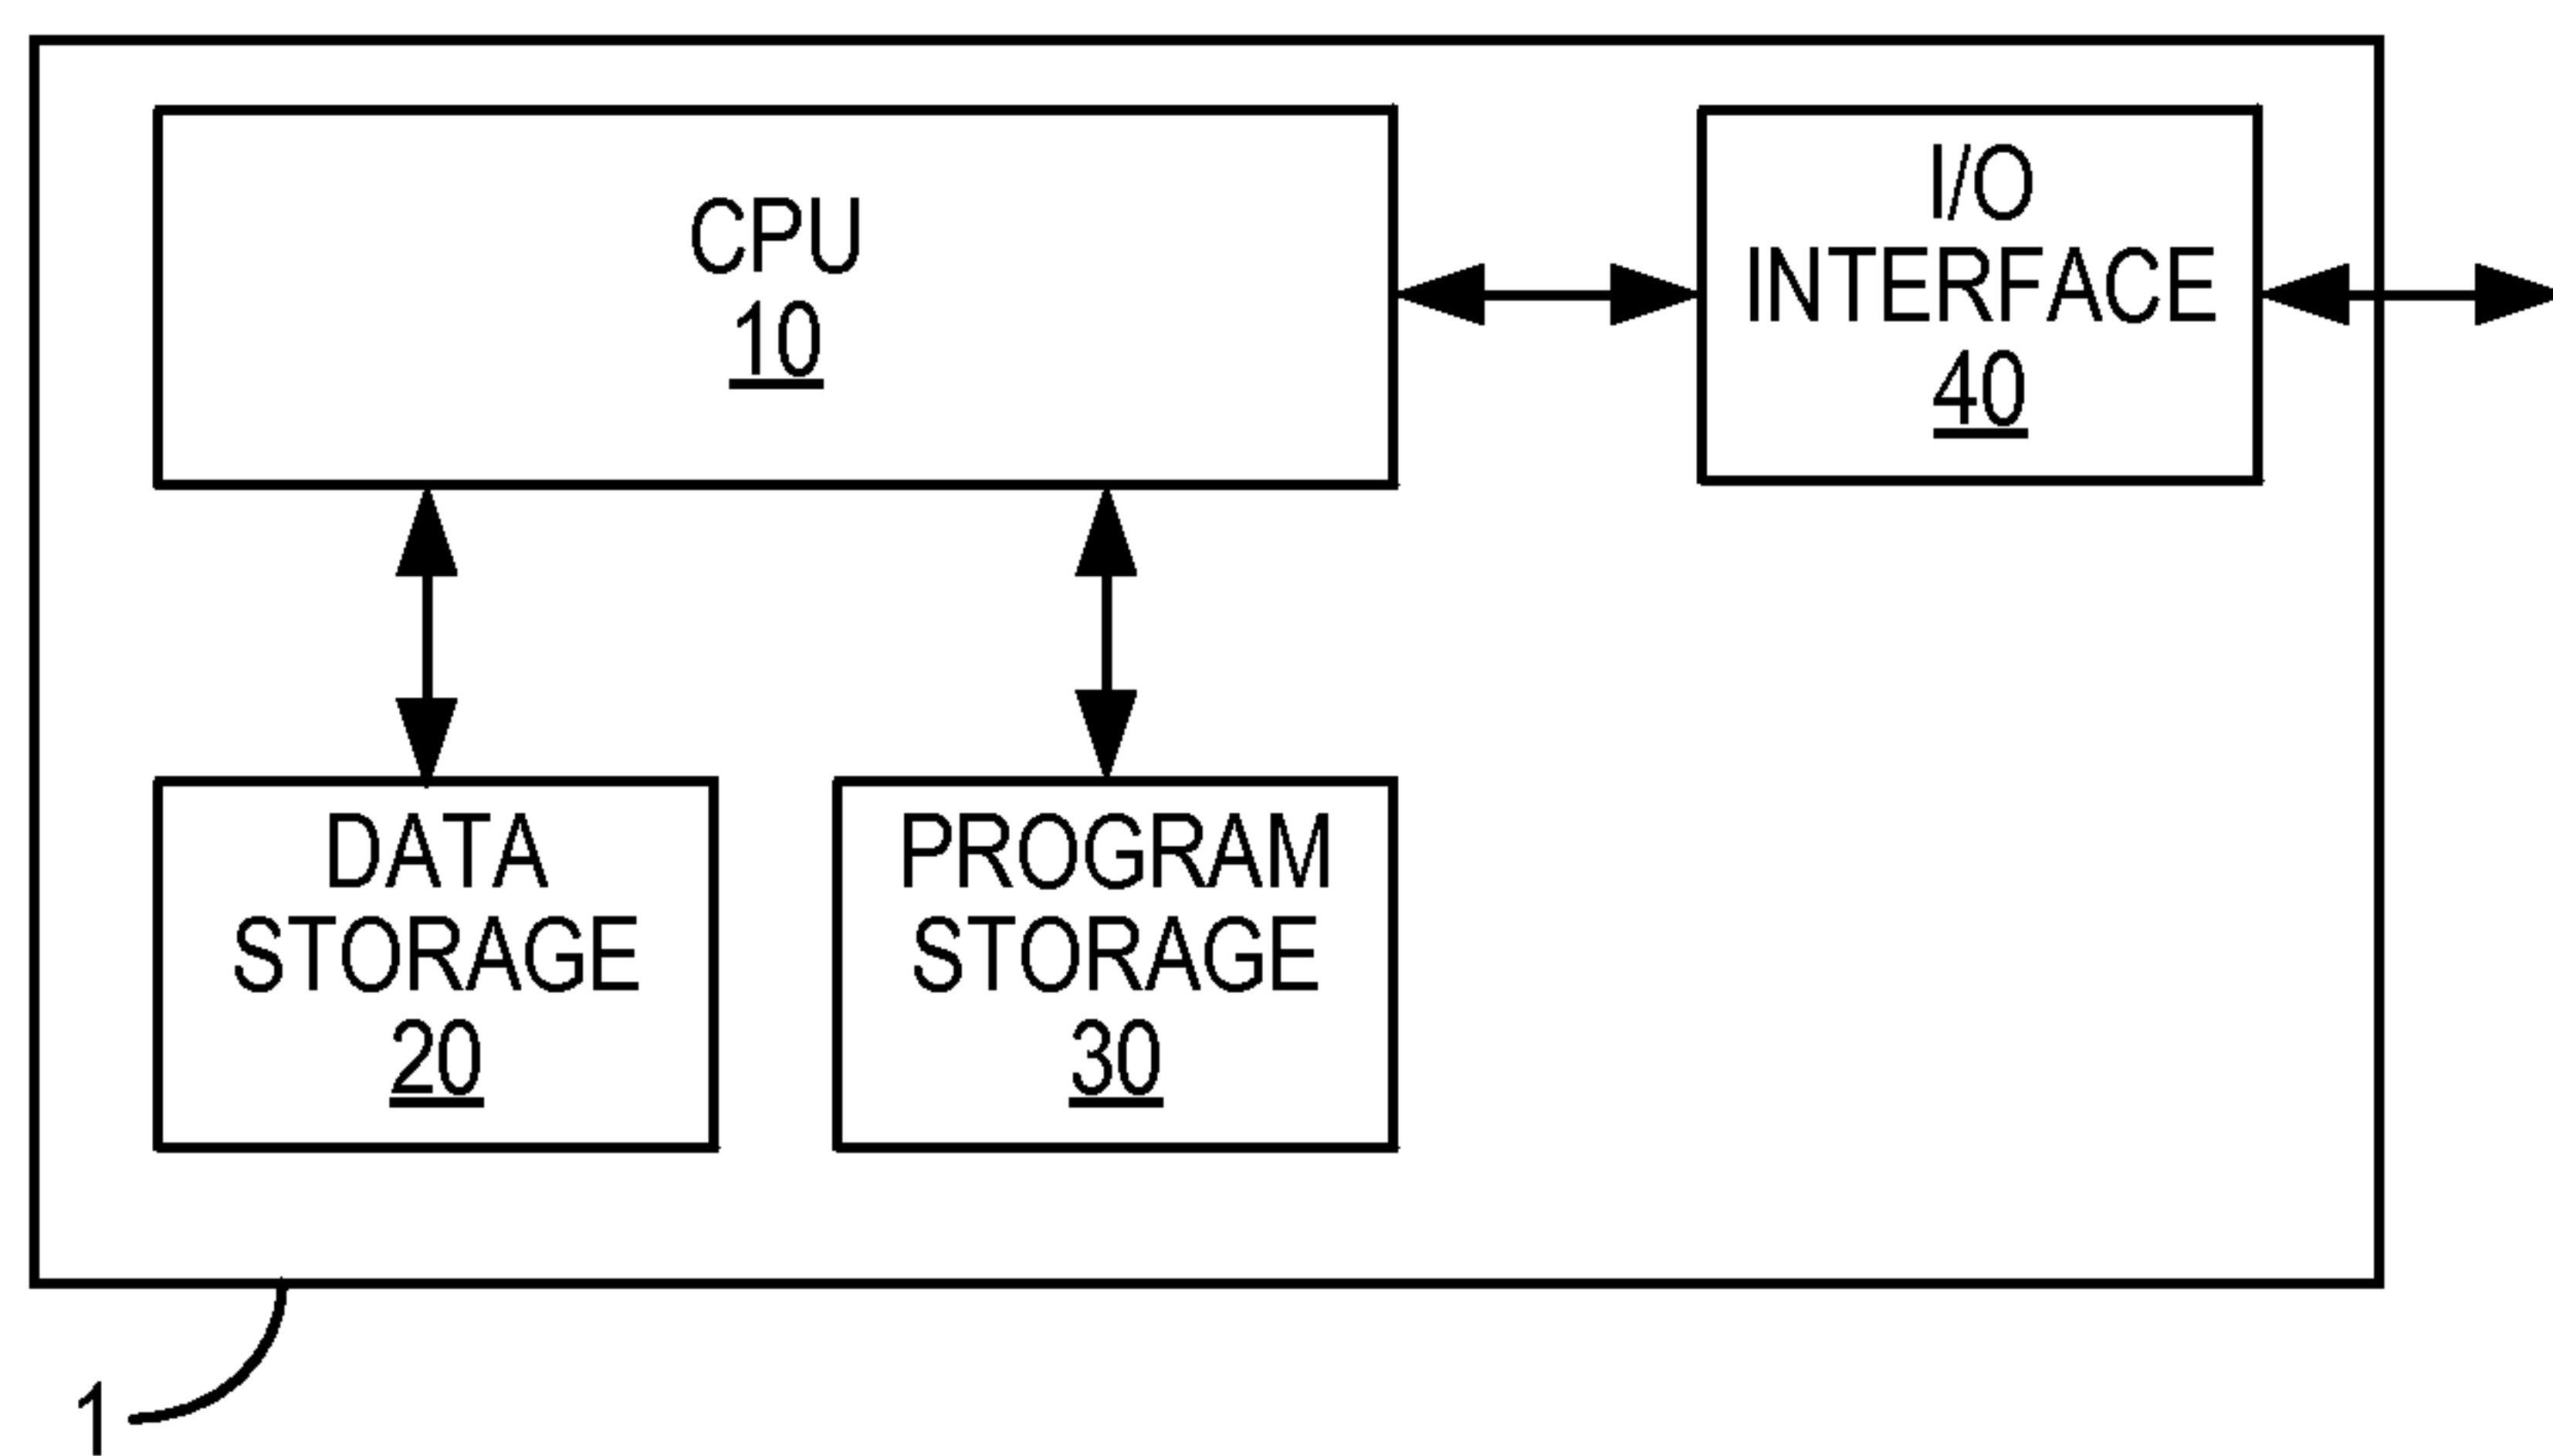 CPU
10
I/O
INTERFACE
40
DATA
STORAGE
20
PROGRAM
STORAGE
30
1